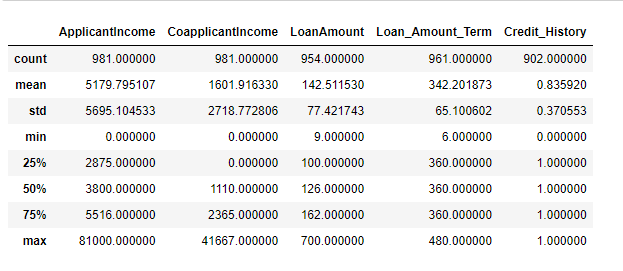 ApplicantIncome CoapplicantIncome LoanAmount Loan_Amount_Term Credit_History
count 981.000000 981.000000 954.000000 961.000000 902.000000
mean 5179.795107 1601.916330 142.511530 342.201873 0.835920
std 5695.104533 2718.772806 77.421743 65.100602 0.370553
min 0.000000 0.000000 9.000000 6.000000 0.000000
25% 2875.000000 0.000000 100.000000 360.000000 1.000000
50% 3800.000000 1110.000000 126.000000 360.000000 1.000000
75% 5516.000000 2365.000000 162.000000 360.000000 1.000000
max 81000.000000 41667.000000 700.000000 480.000000 1.000000